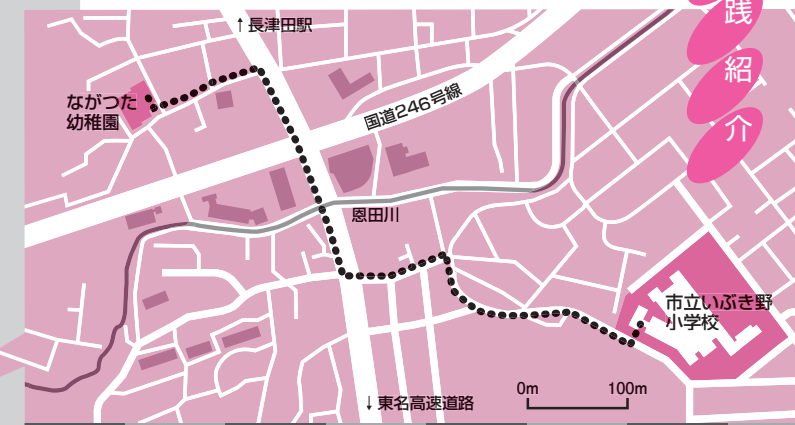 践
紹
介
↑長津田駅
ながつた
幼稚園
国道246号線
恩田川
市立いぶき野
小学校
0m 100m
↓東名高速道路